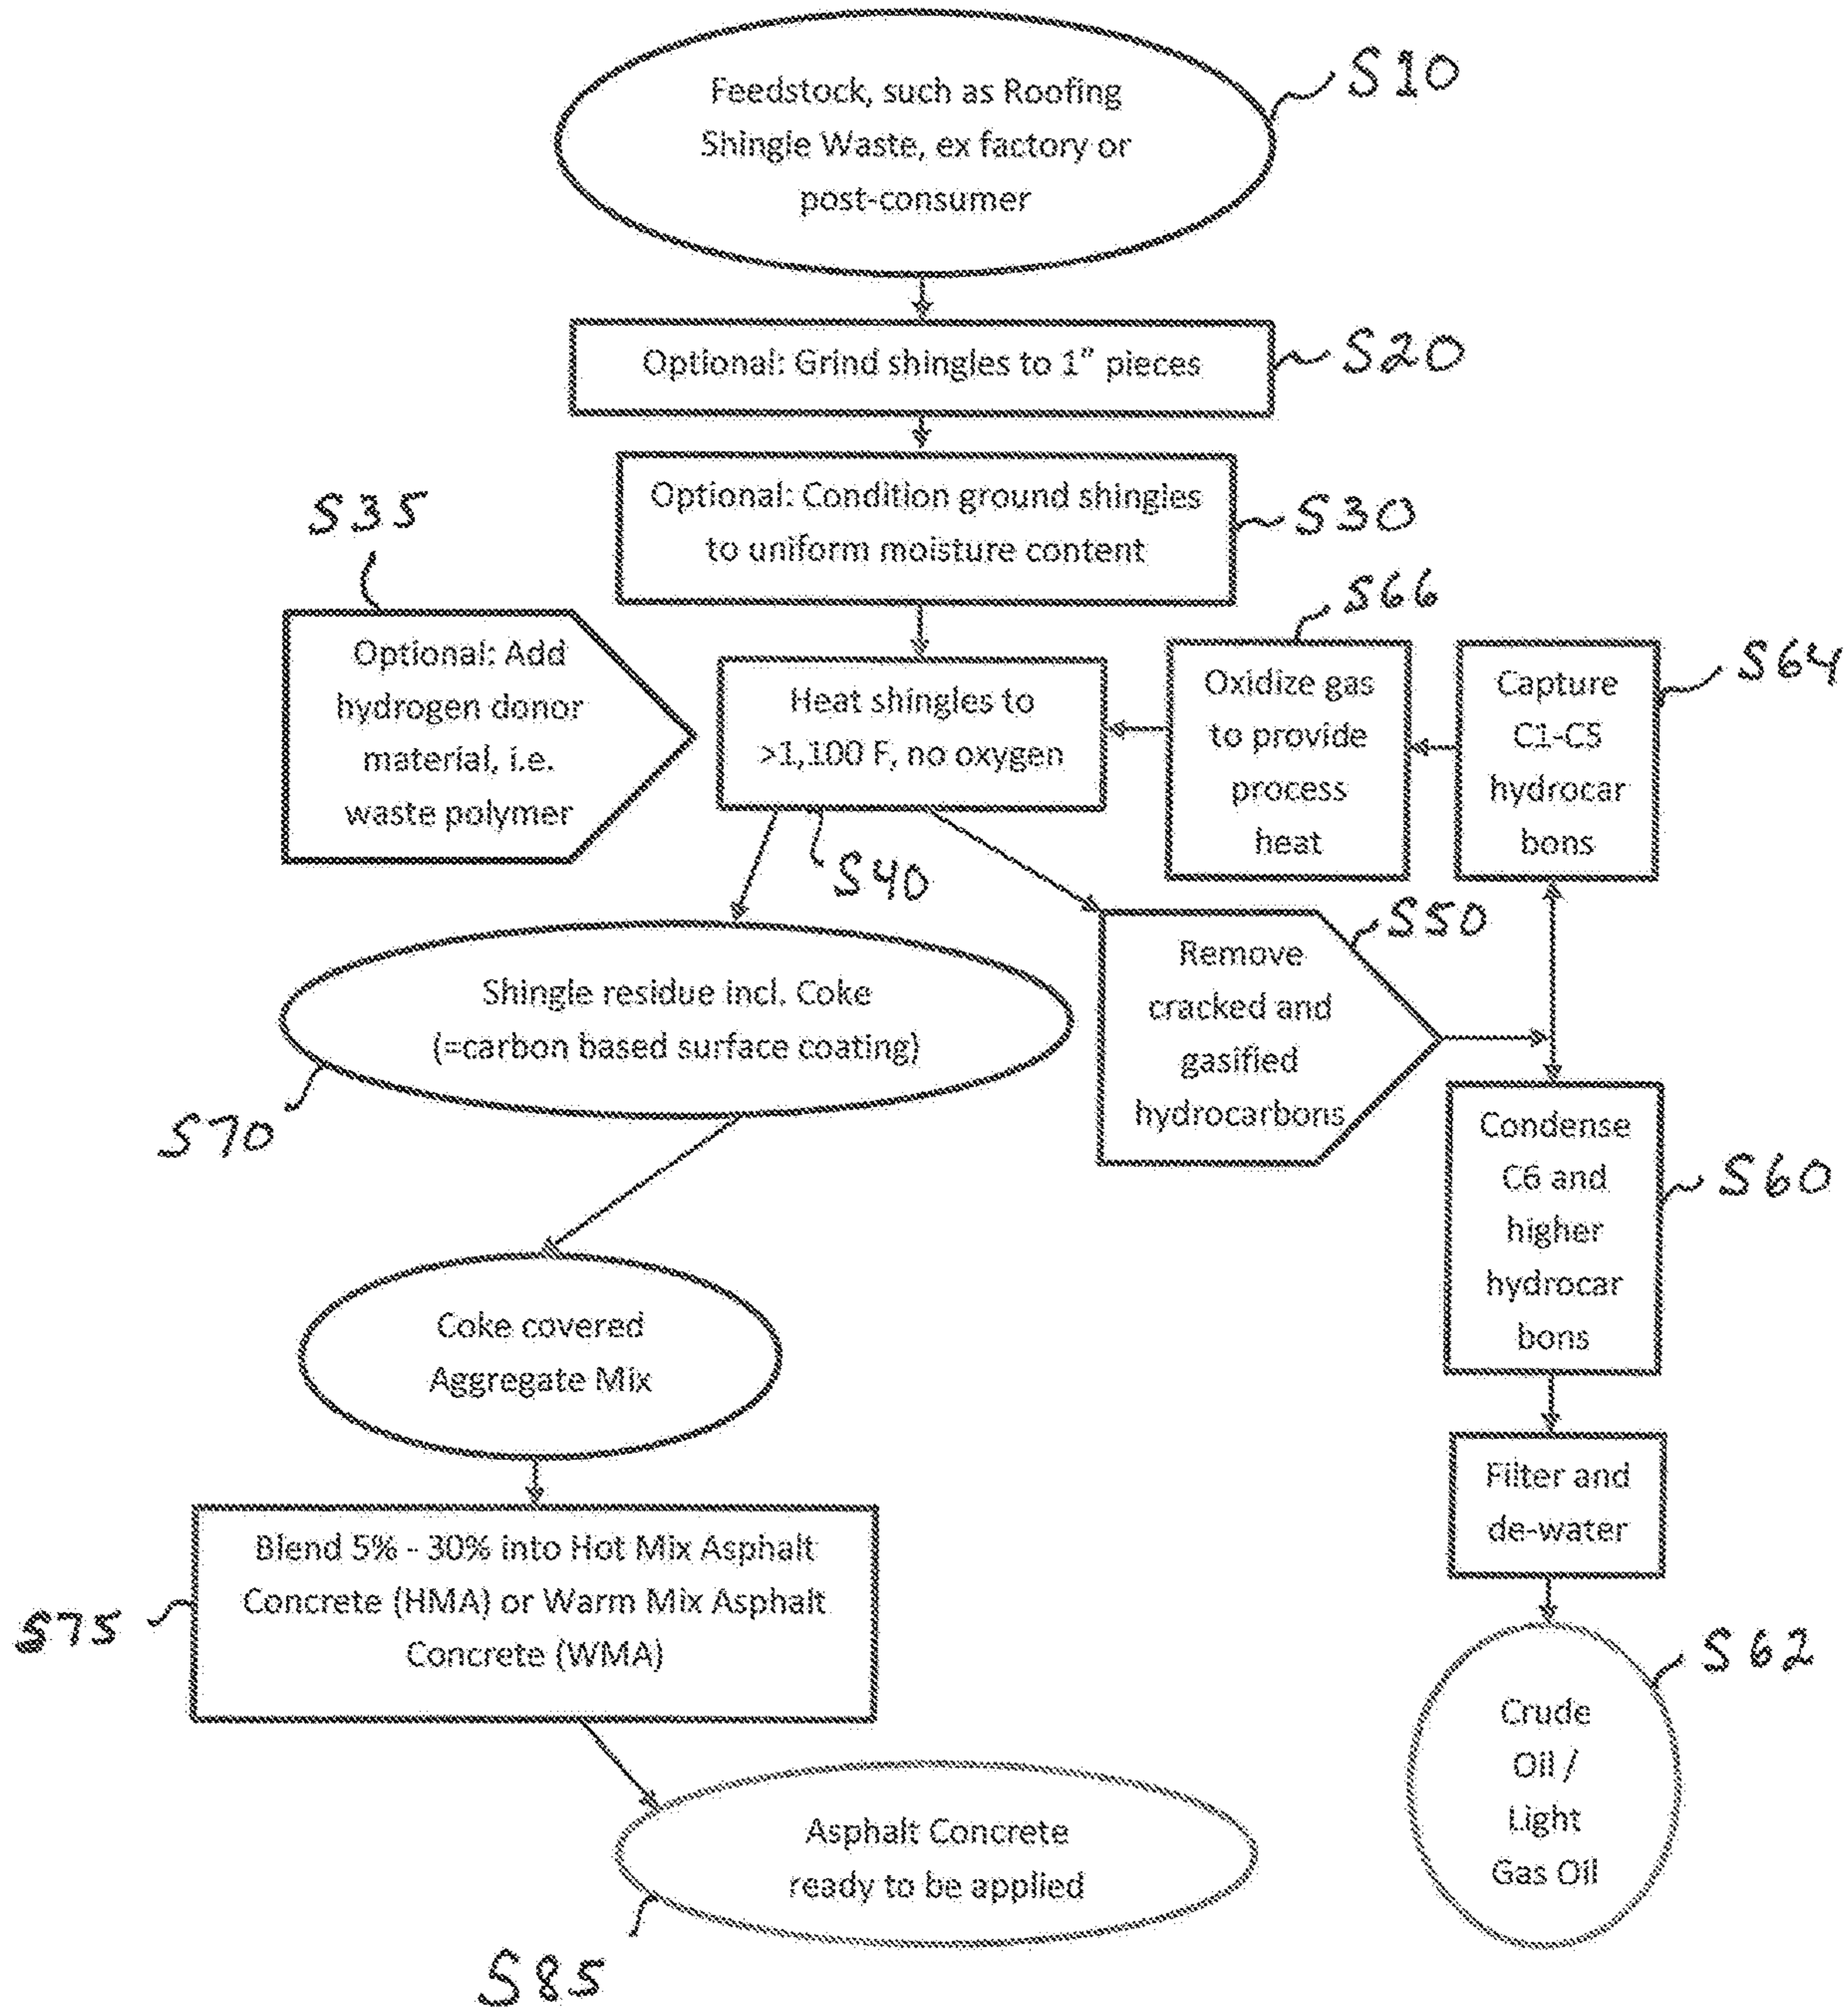 Feedstock, such as Roofing
Shingle Waste, ex factory or
post-consumer
S10
Optional: Grind shingles to 1" pieces
S20
Optional: Condition ground shingles
to uniform moisture content
S30
S35
Optional: Add
hydrogen donor
material, i.e.
waste polymer
Heat shingles to
>1,100 F, no oxygen
S40
S66
Oxidize gas
to provide
process
heat
S64
Capture
C1-C5
hydrocar
bons
S50
Remove
cracked and
gasified
hydrocarbons
Shingle residue incl. Coke
(=carbon based surface coating)
S70
Condense
C6 and
higher
hydrocar
bons
S60
Coke covered
Aggregate Mix
Filter and
de-water
Blend 5% - 30% into Hot Mix Asphalt
Concrete (HMA) or Warm Mix Asphalt
Concrete (WMA)
S75
S62
Crude
Oil /
Light
Gas Oil
Asphalt Concrete
ready to be applied
S85